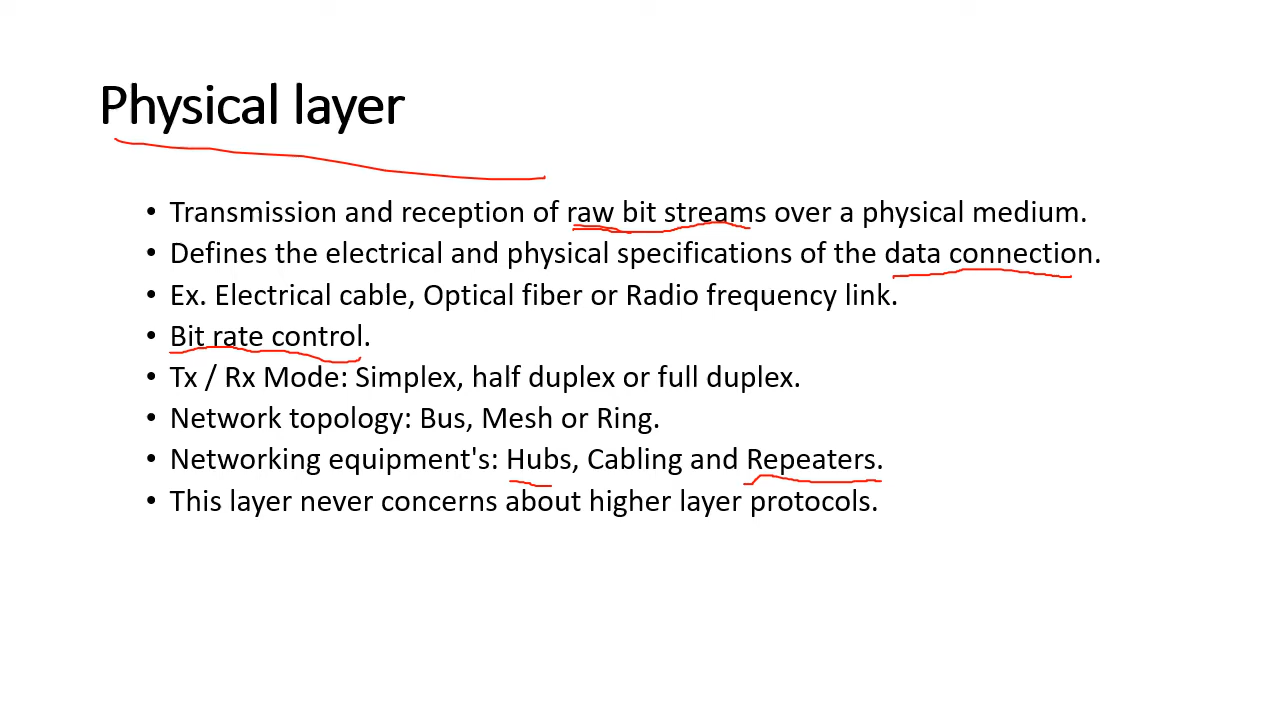 Physical layer
• Transmission and reception of raw bit streams over a physical medium.
• Defines the electrical and physical specifications of the data connection.
• Ex. Electrical cable, Optical fiber or Radio frequency link.
• Bit rate control.
• Tx / Rx Mode: Simplex, half duplex or full duplex.
• Network topology: Bus, Mesh or Ring.
• Networking equipment's: Hubs, Cabling and Repeaters.
• This layer never concerns about higher layer protocols.